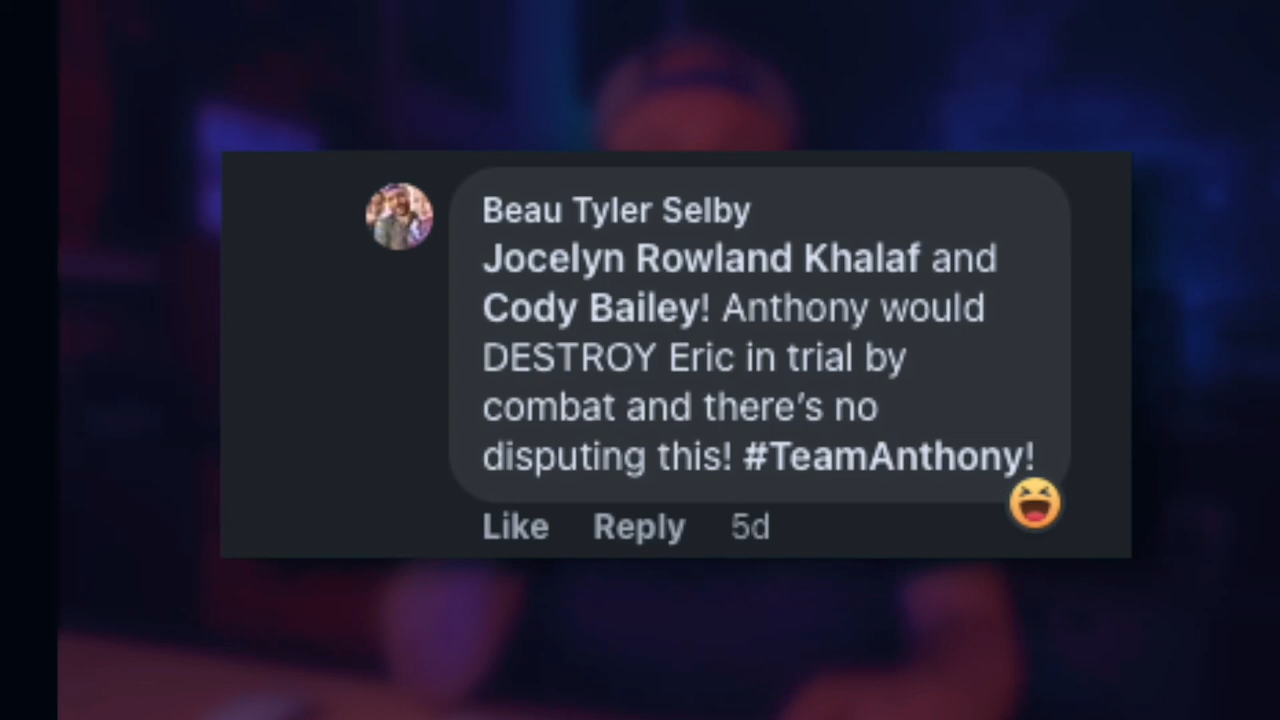 Beau Tyler Selby
Jocelyn Rowland Khalaf and
Cody Bailey! Anthony would
DESTROY Eric in trial by
combat and there’s no
disputing this! #TeamAnthony!
Like Reply 5d